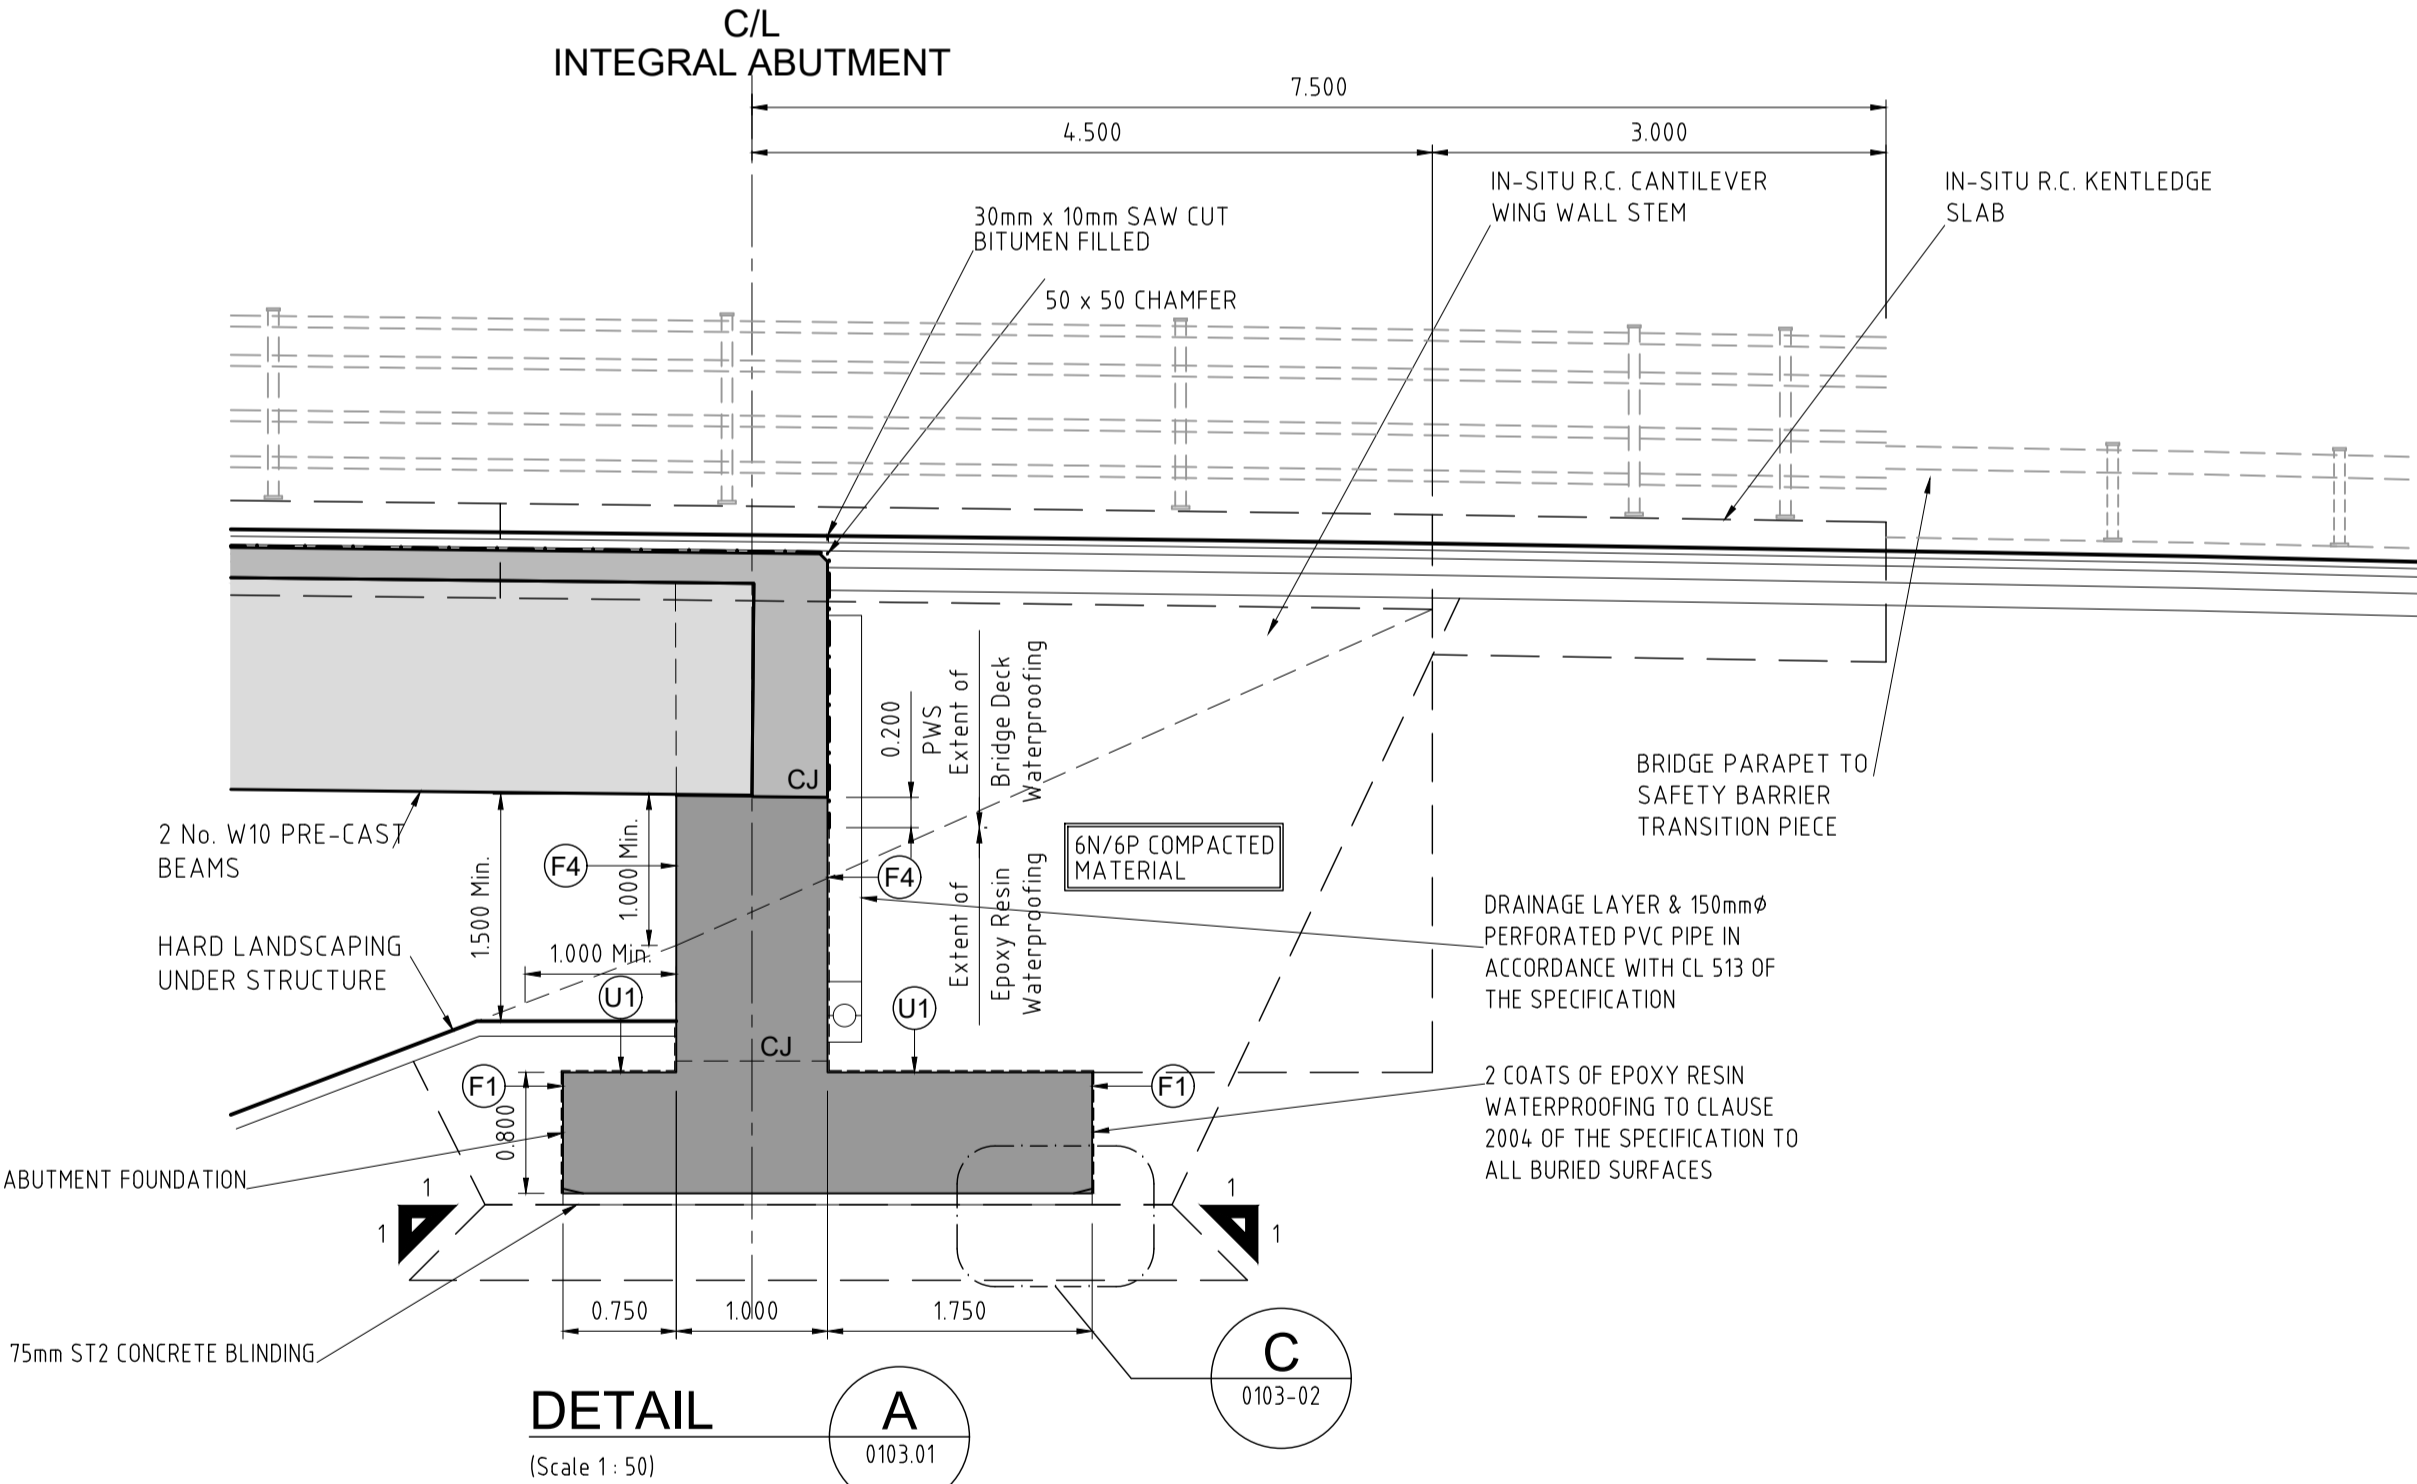 C/L
INTEGRAL ABUTMENT
7.500
4.500
3.000
IN-SITU R.C. CANTILEVER
WING WALL STEM
IN-SITU R.C. KENTLEDGE
SLAB
30mm x 10mm SAW CUT
BITUMEN FILLED
50 x 50 CHAMFER
0.200
PWS
Extent of
Bridge Deck
Waterproofing
CJ
BRIDGE PARAPET TO
SAFETY BARRIER
TRANSITION PIECE
2 No. W10 PRE-CAST
BEAMS
1.500 Min.
F4
1.000 Min.
F4
6N/6P COMPACTED
MATERIAL
Extent of
Epoxy Resin
Waterproofing
HARD LANDSCAPING
UNDER STRUCTURE
1.000 Min.
U1
U1
DRAINAGE LAYER & 150mmØ
PERFORATED PVC PIPE IN
ACCORDANCE WITH CL 513 OF
THE SPECIFICATION
CJ
F1
F1
0.800
2 COATS OF EPOXY RESIN
WATERPROOFING TO CLAUSE
2004 OF THE SPECIFICATION TO
ALL BURIED SURFACES
ABUTMENT FOUNDATION
1
1
1
1
0.750
1.000
1.750
75mm ST2 CONCRETE BLINDING
C
0103-02
DETAIL
A
0103.01
(Scale 1 : 50)